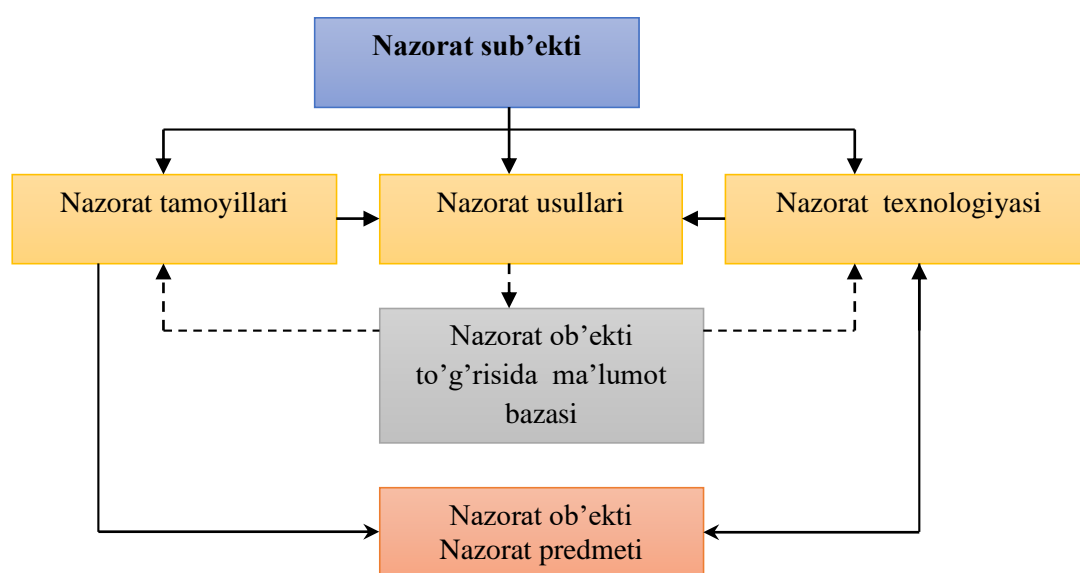 Nazorat sub’ekti
Nazorat tamoyillari
Nazorat usullari
Nazorat texnologiyasi
Nazorat ob’ekti
to’g’risida ma’lumot
bazasi
Nazorat ob’ekti
Nazorat predmeti